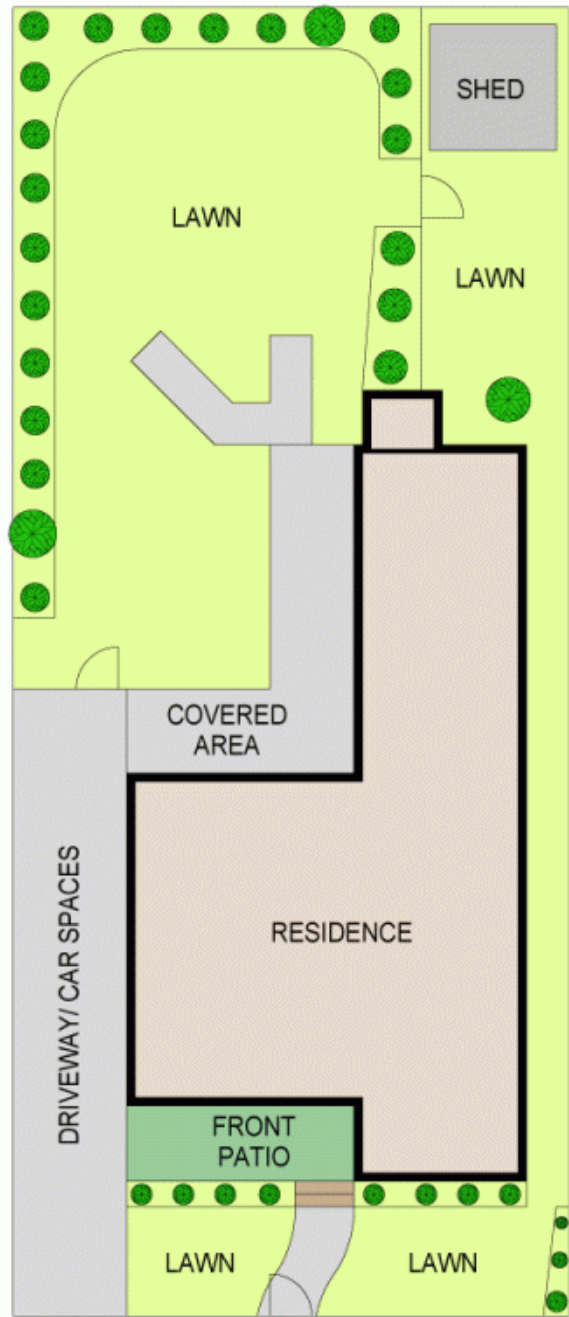 SHED
LAWN
LAWN
COVERED
AREA
DRIVEWAY/ CAR SPACES
RESIDENCE
FRONT
PATIO
LAWN
LAWN